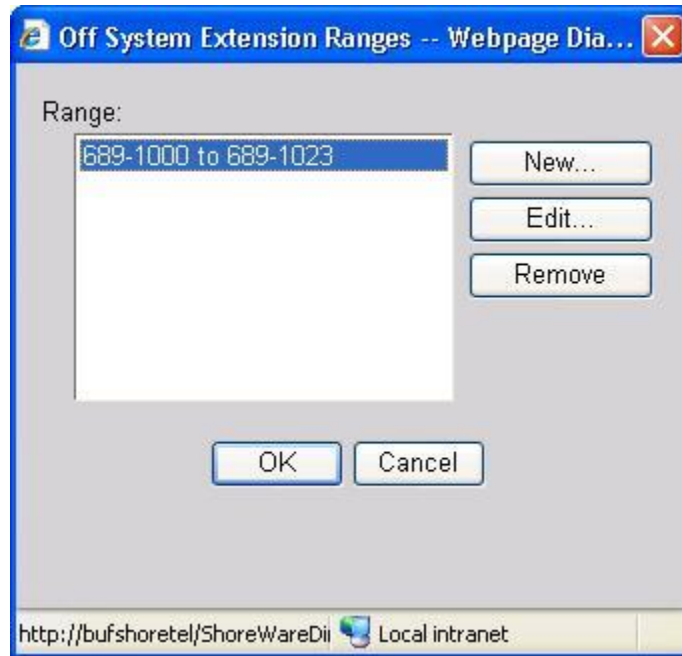 Off System Extension Ranges -- Webpage Dia...
Range:
689-1000 to 689-1023
New...
Edit...
Remove
OK
Cancel
http://bufshoretel/ShoreWareDi
Local intranet